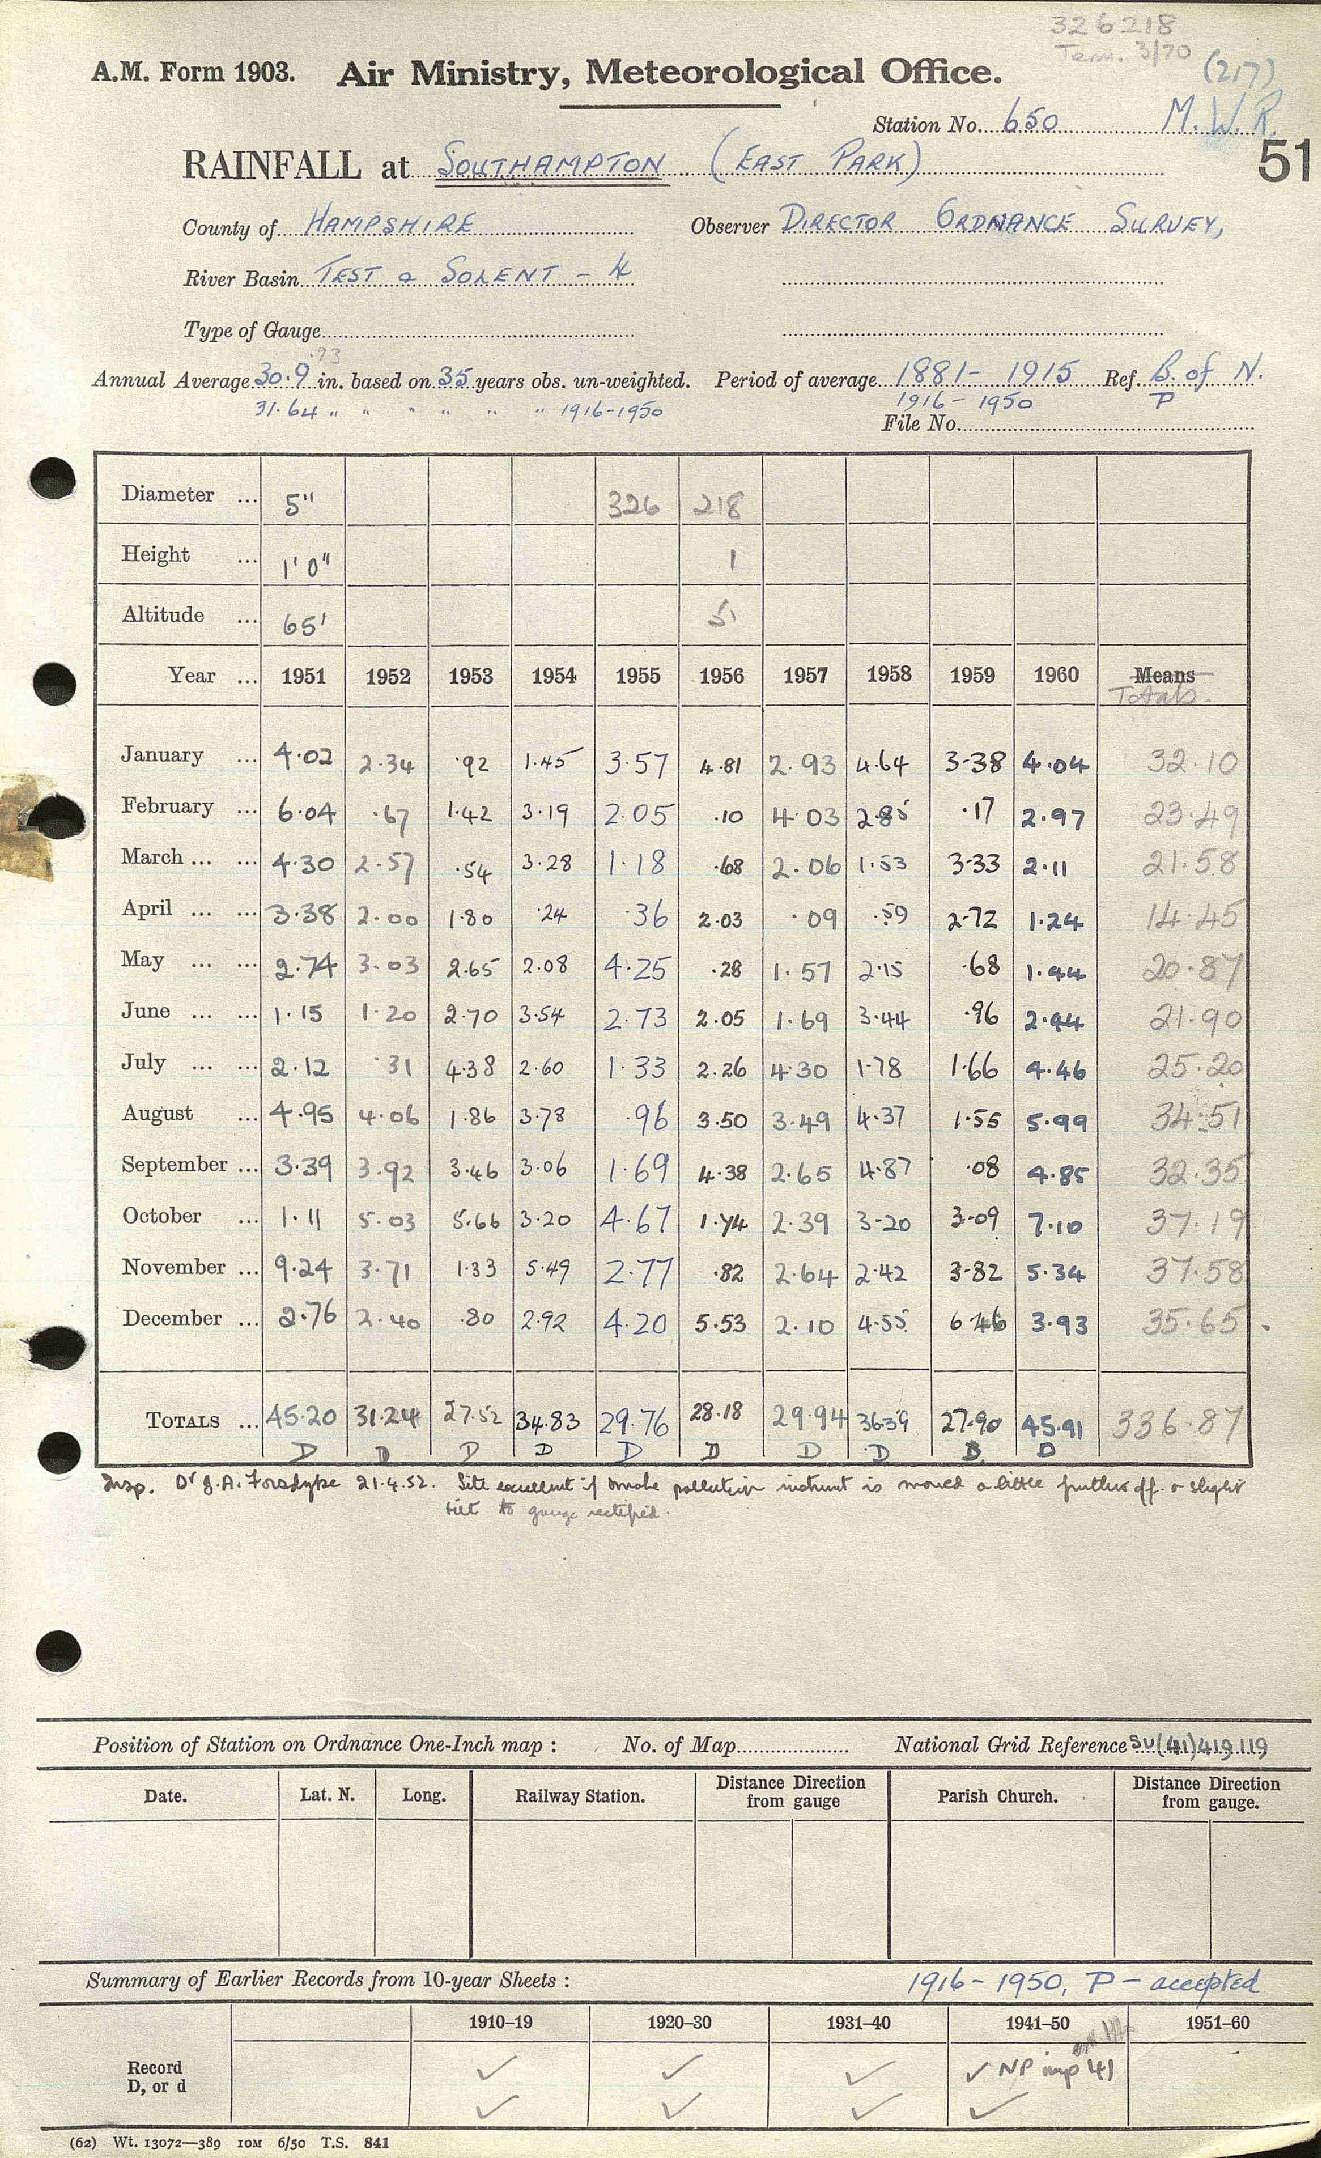 326218
Term. 3/70
A.M. Form 1903. Air Ministry, Meteorological Office. (217)
Station No. 650 M.W.R.
51
RAINFALL at SOUTHAMPTON (EAST PARK)
County of HAMPSHIRE Observer DIRECTOR ORDNANCE SURVEY,
River Basin TEST & SOLENT - 4
Type of Gauge
.93
Annual Average 30.9 in. based on 35 years obs. un-weighted. Period of average 1881- 1915 Ref. B. of N.
31.64 " " " " " " 1916-1950 1916 - 1950 P
File No.
Diameter ... 5" 326 218
Height ... 1' 0" 1
Altitude ... 65' 51
Year ... 1951 1952 1953 1954 1955 1956 1957 1958 1959 1960 Means
Totals.
January ... 4.02 2.34 .92 1.45 3.57 4.81 2.93 4.64 3.38 4.04 32.10
February ... 6.04 .67 1.42 3.19 2.05 .10 4.03 2.85 .17 2.97 23.49
March ... ... 4.30 2.57 .54 3.28 1.18 .68 2.06 1.53 3.33 2.11 21.58
April ... ... 3.38 2.00 1.80 .24 .36 2.03 .09 .59 2.72 1.24 14.45
May ... ... 2.74 3.03 2.65 2.08 4.25 .28 1.57 2.15 .68 1.44 20.87
June ... ... 1.15 1.20 2.70 3.54 2.73 2.05 1.69 3.44 .96 2.44 21.90
July ... ... 2.12 .31 4.38 2.60 1.33 2.26 4.30 1.78 1.66 4.46 25.20
August ... 4.95 4.06 1.86 3.78 .96 3.50 3.49 4.37 1.55 5.99 34.51
September ... 3.39 3.92 3.46 3.06 1.69 4.38 2.65 4.87 .08 4.85 32.35
October ... 1.11 5.03 5.66 3.20 4.67 1.74 2.39 3.20 3.09 7.10 37.19
November ... 9.24 3.71 1.33 5.49 2.77 .82 2.64 2.42 3.82 5.34 37.58
December ... 2.76 2.40 .80 2.92 4.20 5.53 2.10 4.55 6.46 3.93 35.65
TOTALS ... 45.20 31.24 27.52 34.83 29.76 28.18 29.94 36.39 27.90 45.91 336.87
D D D D D D D D B D
Insp. Dr J.A. Forsdyke 21.4.52. Site excellent if smoke pollution instrument is moved a little further off & slight
tilt to gauge rectified.
Position of Station on Ordnance One-Inch map : No. of Map National Grid Reference SU(41)419119
Date. Lat. N. Long. Railway Station. Distance Direction from gauge Parish Church. Distance Direction from gauge.
Summary of Earlier Records from 10-year Sheets : 1916 - 1950, P - accepted
1910–19 1920–30 1931–40 1941–50 1951–60
Record ✓ ✓ ✓ ✓ NP insp 41
D, or d ✓ ✓ ✓ ✓
(62) Wt. 13072—389 10M 6/50 T.S. 841